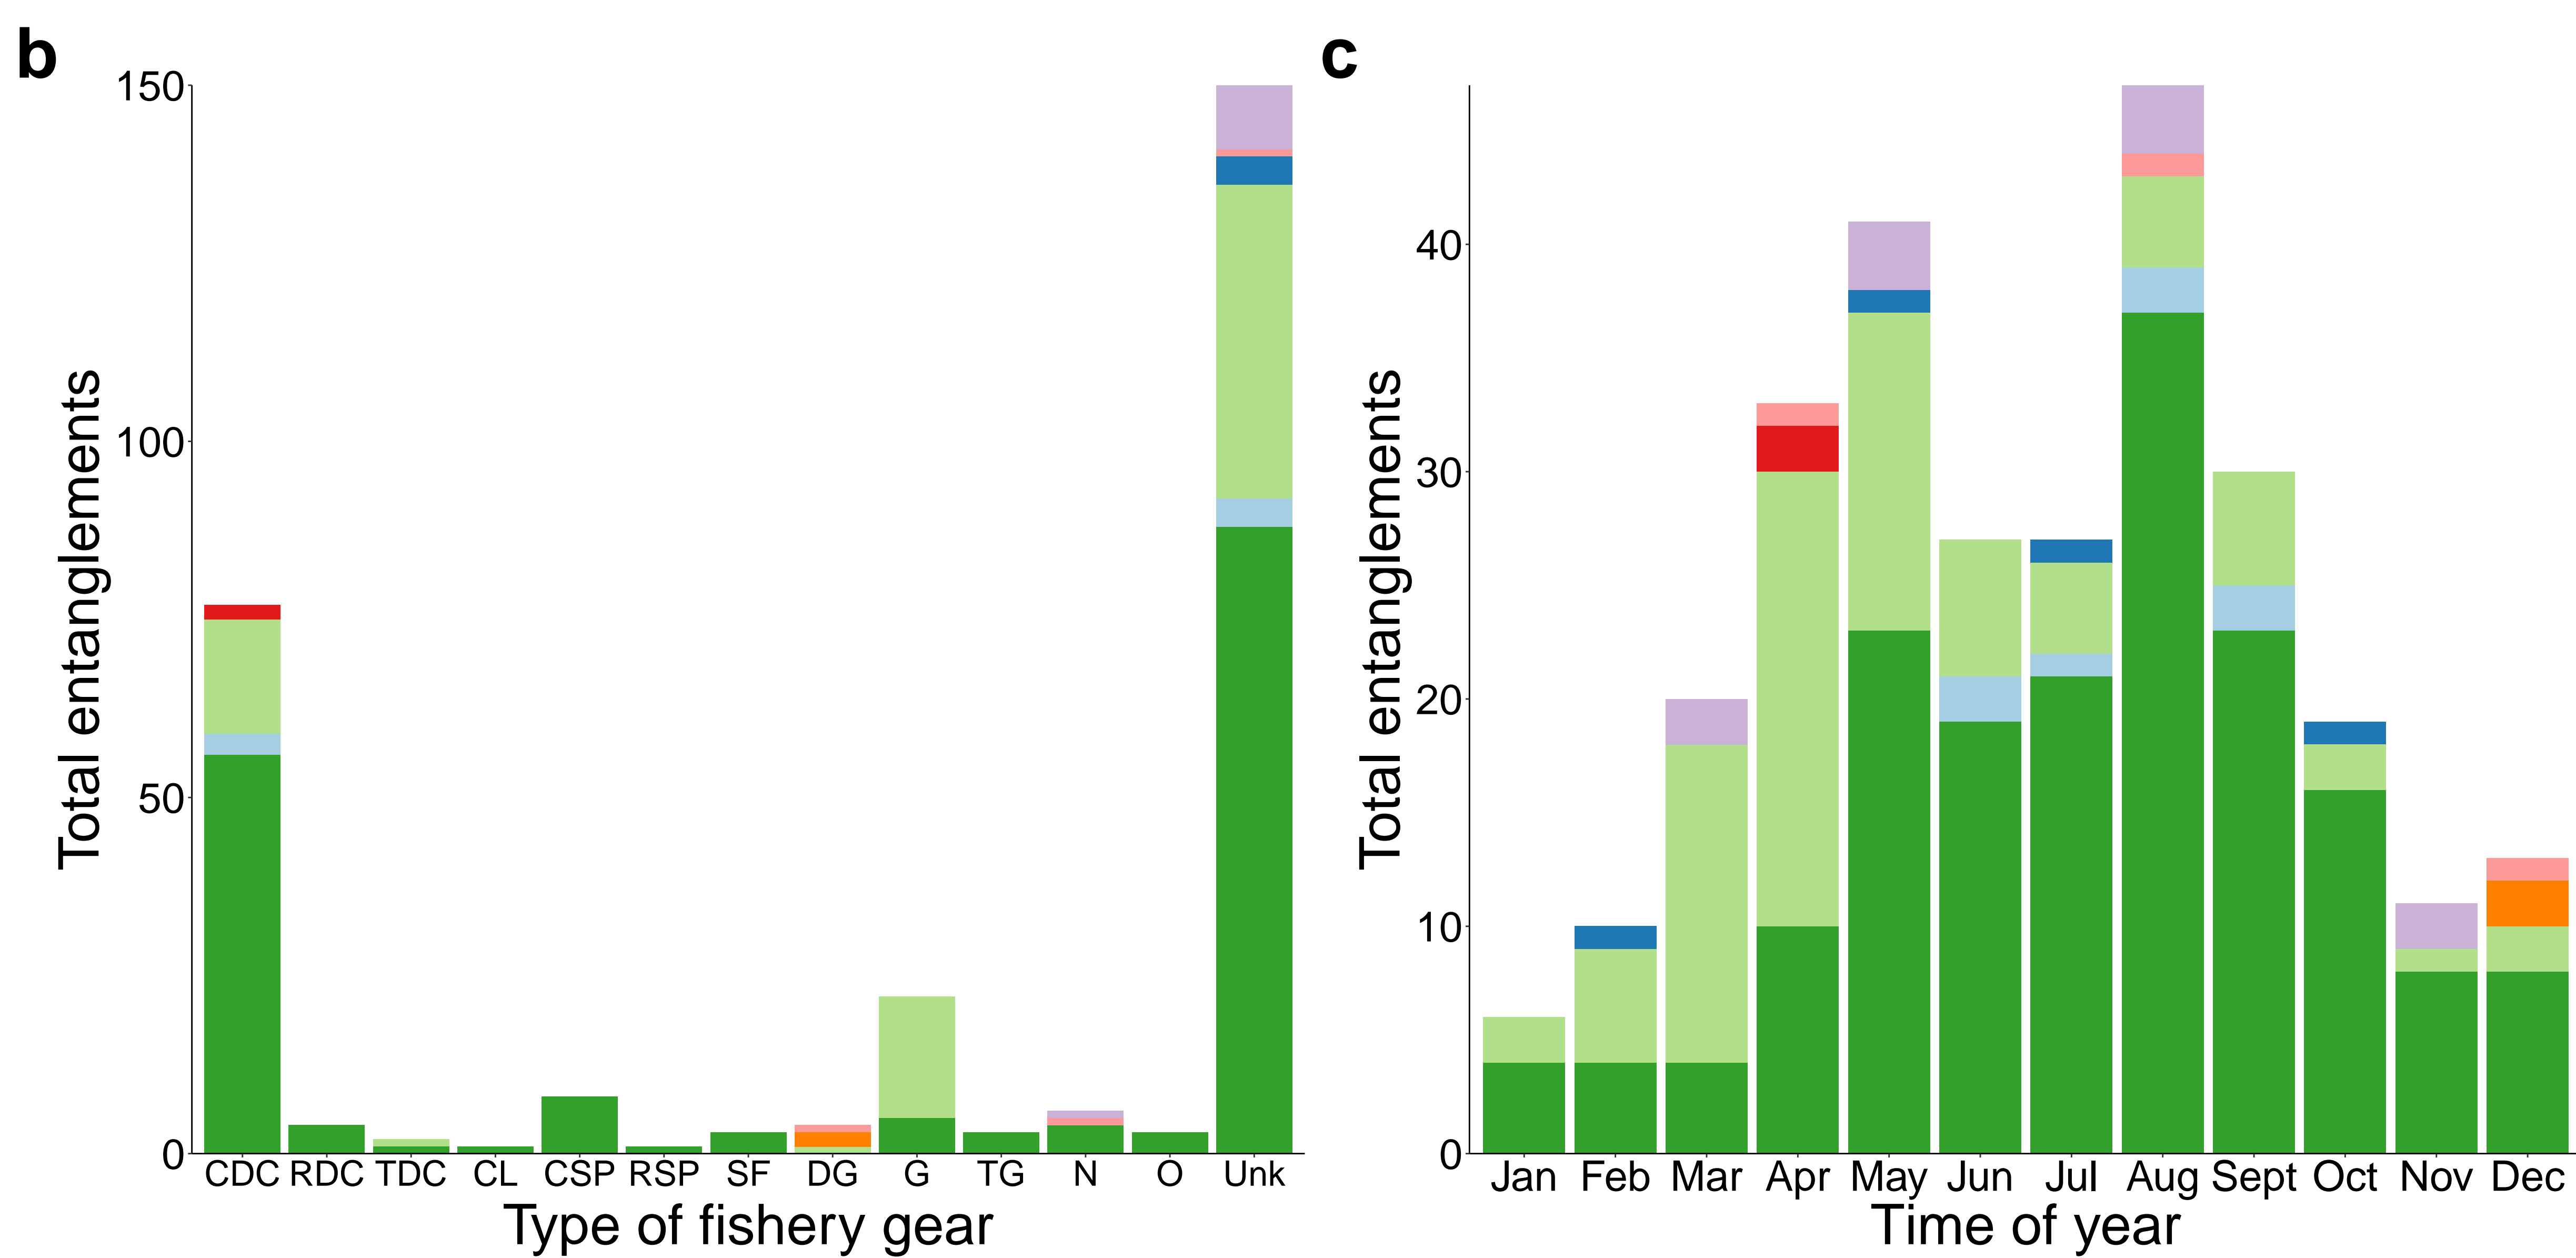 b
150
100
50
0
Total entanglements
CDC RDC TDC CL CSP RSP SF DG G TG N O Unk
Type of fishery gear
c
40
30
20
10
0
Total entanglements
Jan Feb Mar Apr May Jun Jul Aug Sept Oct Nov Dec
Time of year